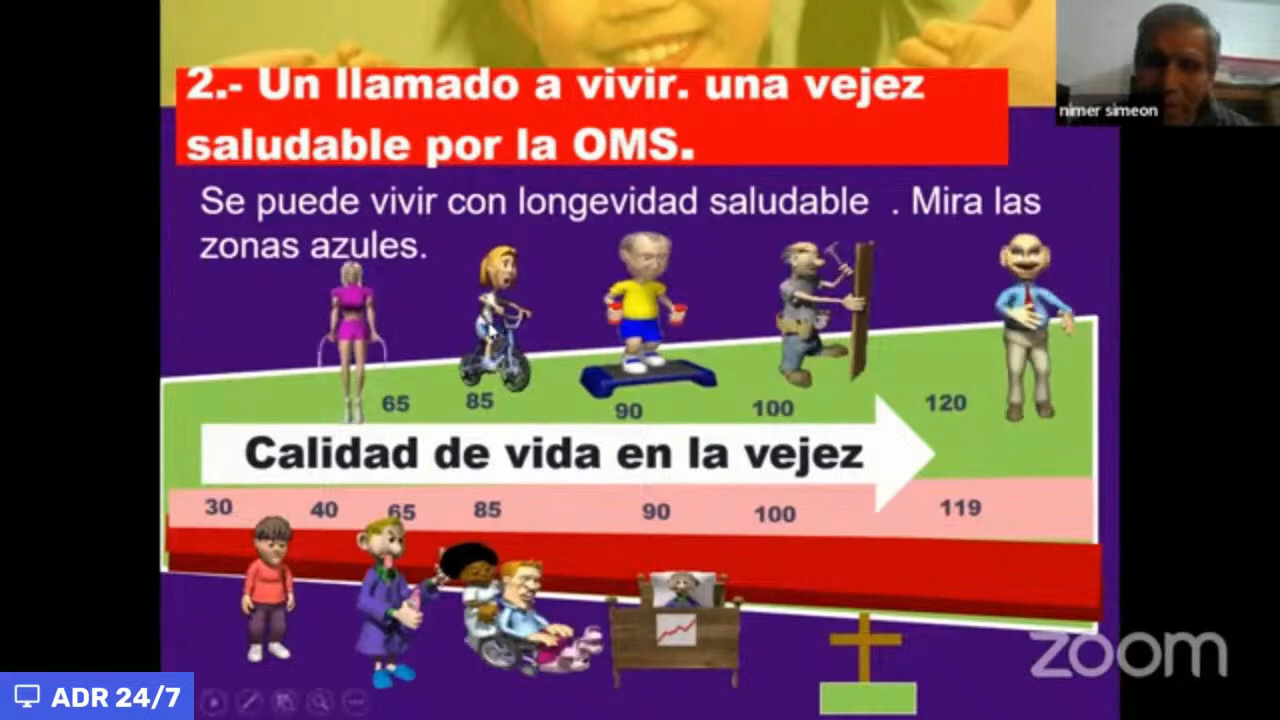 2.- Un llamado a vivir. una vejez
saludable por la OMS.
nimer simeon
Se puede vivir con longevidad saludable . Mira las
zonas azules.
65
85
90
100
120
Calidad de vida en la vejez
30
40
65
85
90
100
119
zoom
ADR 24/7